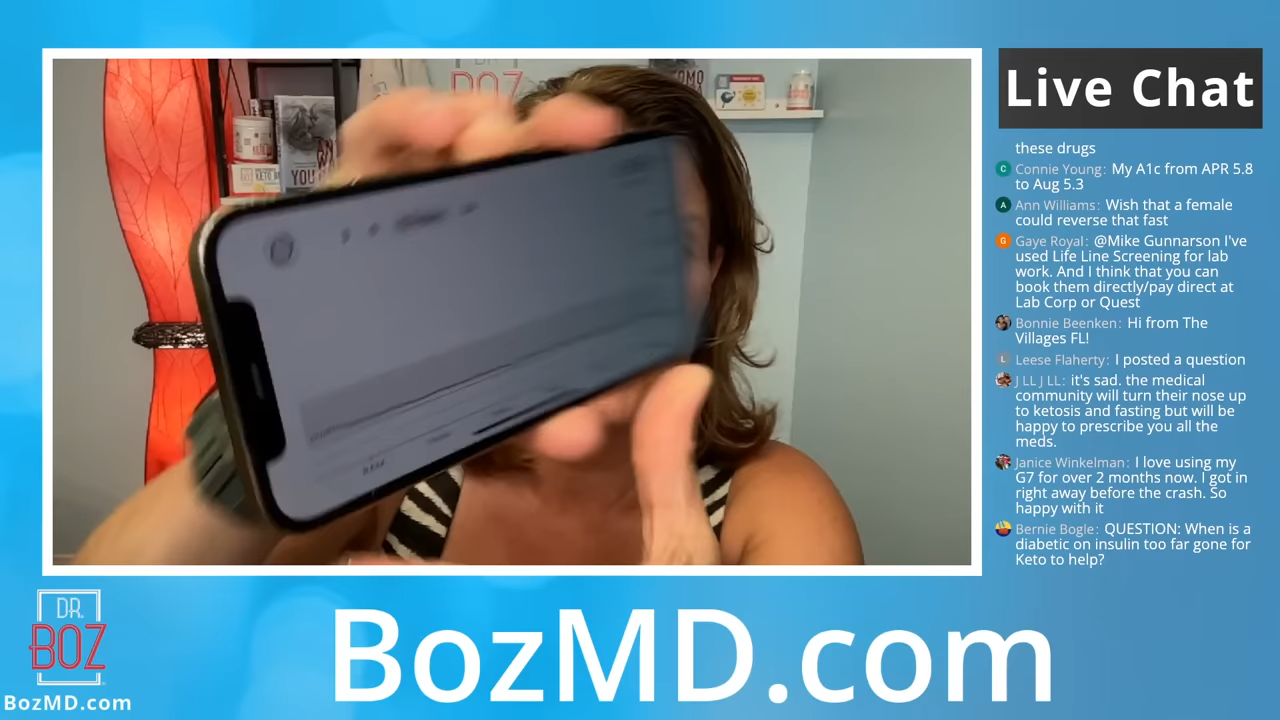 Live Chat
these drugs
C Connie Young: My A1c from APR 5.8
to Aug 5.3
A Ann Williams: Wish that a female
could reverse that fast
G Gaye Royal: @Mike Gunnarson I've
used Life Line Screening for lab
work. And I think that you can
book them directly/pay direct at
Lab Corp or Quest
Bonnie Beenken: Hi from The
Villages FL!
L Leese Flaherty: I posted a question
J LL J LL: it's sad. the medical
community will turn their nose up
to ketosis and fasting but will be
happy to prescribe you all the
meds.
Janice Winkelman: I love using my
G7 for over 2 months now. I got in
right away before the crash. So
happy with it
Bernie Bogle: QUESTION: When is a
diabetic on insulin too far gone for
Keto to help?
DR.
BOZ
KETO
YOU
DR.
BOZ
BozMD.com
BozMD.com